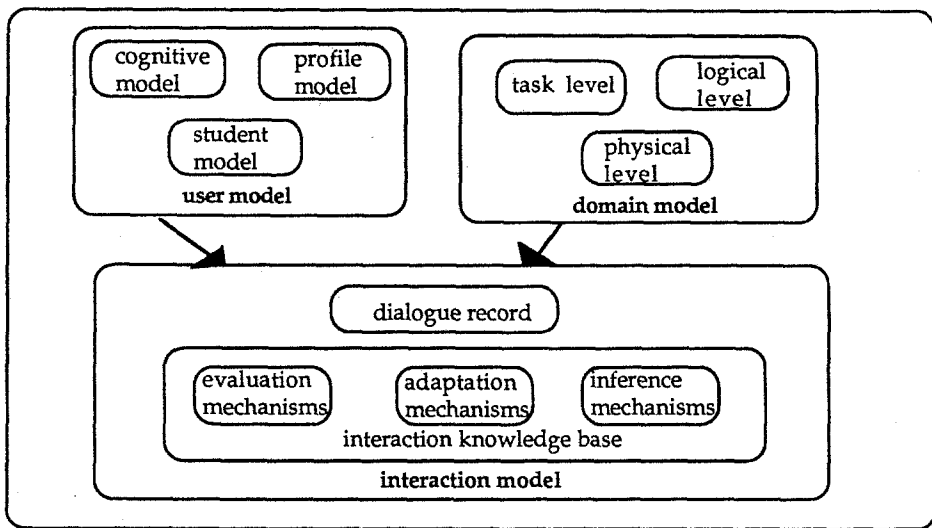 cognitive
model
profile
model
student
model
user model
task level
logical
level
physical
level
domain model
dialogue record
evaluation
mechanisms
adaptation
mechanisms
inference
mechanisms
interaction knowledge base
interaction model